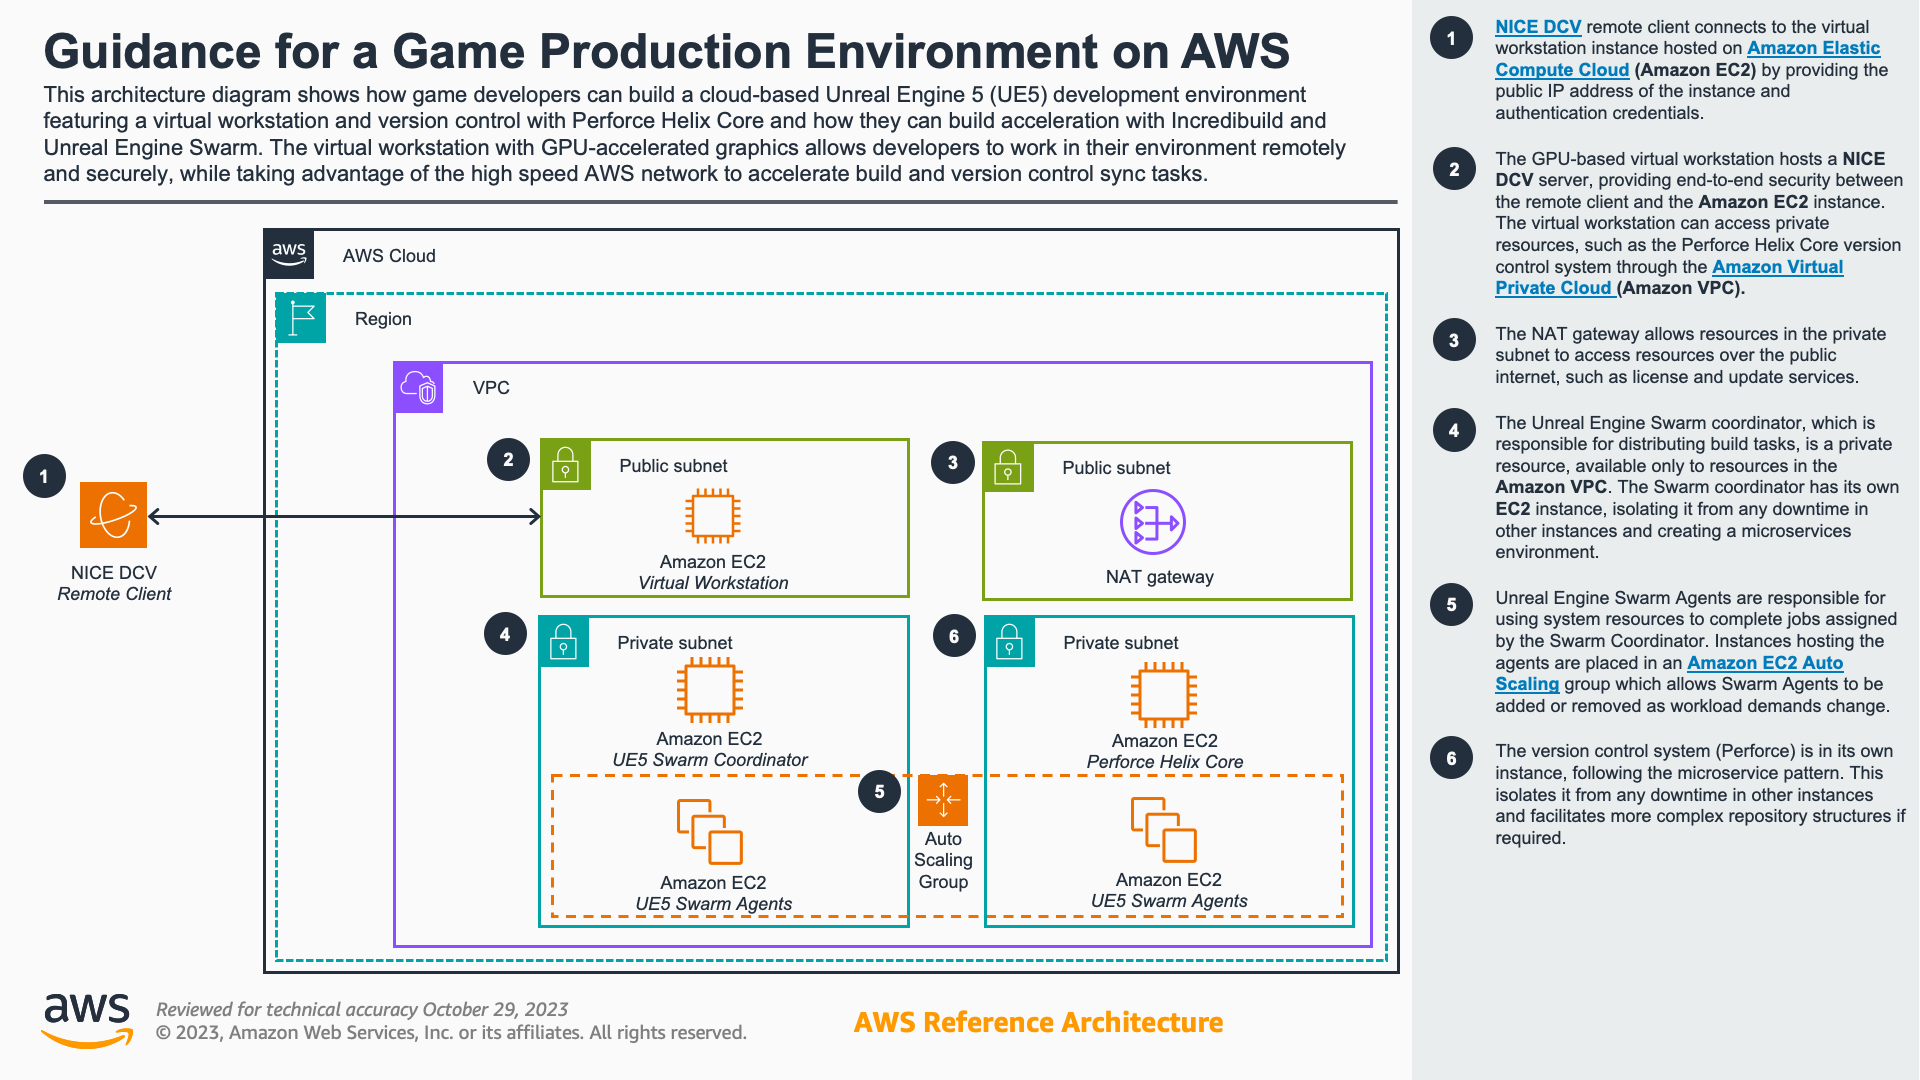 Guidance for a Game Production Environment on AWS
This architecture diagram shows how game developers can build a cloud-based Unreal Engine 5 (UE5) development environment
featuring a virtual workstation and version control with Perforce Helix Core and how they can build acceleration with Incredibuild and
Unreal Engine Swarm. The virtual workstation with GPU-accelerated graphics allows developers to work in their environment remotely
and securely, while taking advantage of the high speed AWS network to accelerate build and version control sync tasks.
aws
AWS Cloud
Region
VPC
1
NICE DCV
Remote Client
2
Public subnet
Amazon EC2
Virtual Workstation
3
Public subnet
NAT gateway
4
Private subnet
Amazon EC2
UE5 Swarm Coordinator
6
Private subnet
Amazon EC2
Perforce Helix Core
5
Auto
Scaling
Group
Amazon EC2
UE5 Swarm Agents
Amazon EC2
UE5 Swarm Agents
aws
Reviewed for technical accuracy October 29, 2023
© 2023, Amazon Web Services, Inc. or its affiliates. All rights reserved.
AWS Reference Architecture
1
NICE DCV remote client connects to the virtual
workstation instance hosted on Amazon Elastic
Compute Cloud (Amazon EC2) by providing the
public IP address of the instance and
authentication credentials.
2
The GPU-based virtual workstation hosts a NICE
DCV server, providing end-to-end security between
the remote client and the Amazon EC2 instance.
The virtual workstation can access private
resources, such as the Perforce Helix Core version
control system through the Amazon Virtual
Private Cloud (Amazon VPC).
3
The NAT gateway allows resources in the private
subnet to access resources over the public
internet, such as license and update services.
4
The Unreal Engine Swarm coordinator, which is
responsible for distributing build tasks, is a private
resource, available only to resources in the
Amazon VPC. The Swarm coordinator has its own
EC2 instance, isolating it from any downtime in
other instances and creating a microservices
environment.
5
Unreal Engine Swarm Agents are responsible for
using system resources to complete jobs assigned
by the Swarm Coordinator. Instances hosting the
agents are placed in an Amazon EC2 Auto
Scaling group which allows Swarm Agents to be
added or removed as workload demands change.
6
The version control system (Perforce) is in its own
instance, following the microservice pattern. This
isolates it from any downtime in other instances
and facilitates more complex repository structures if
required.